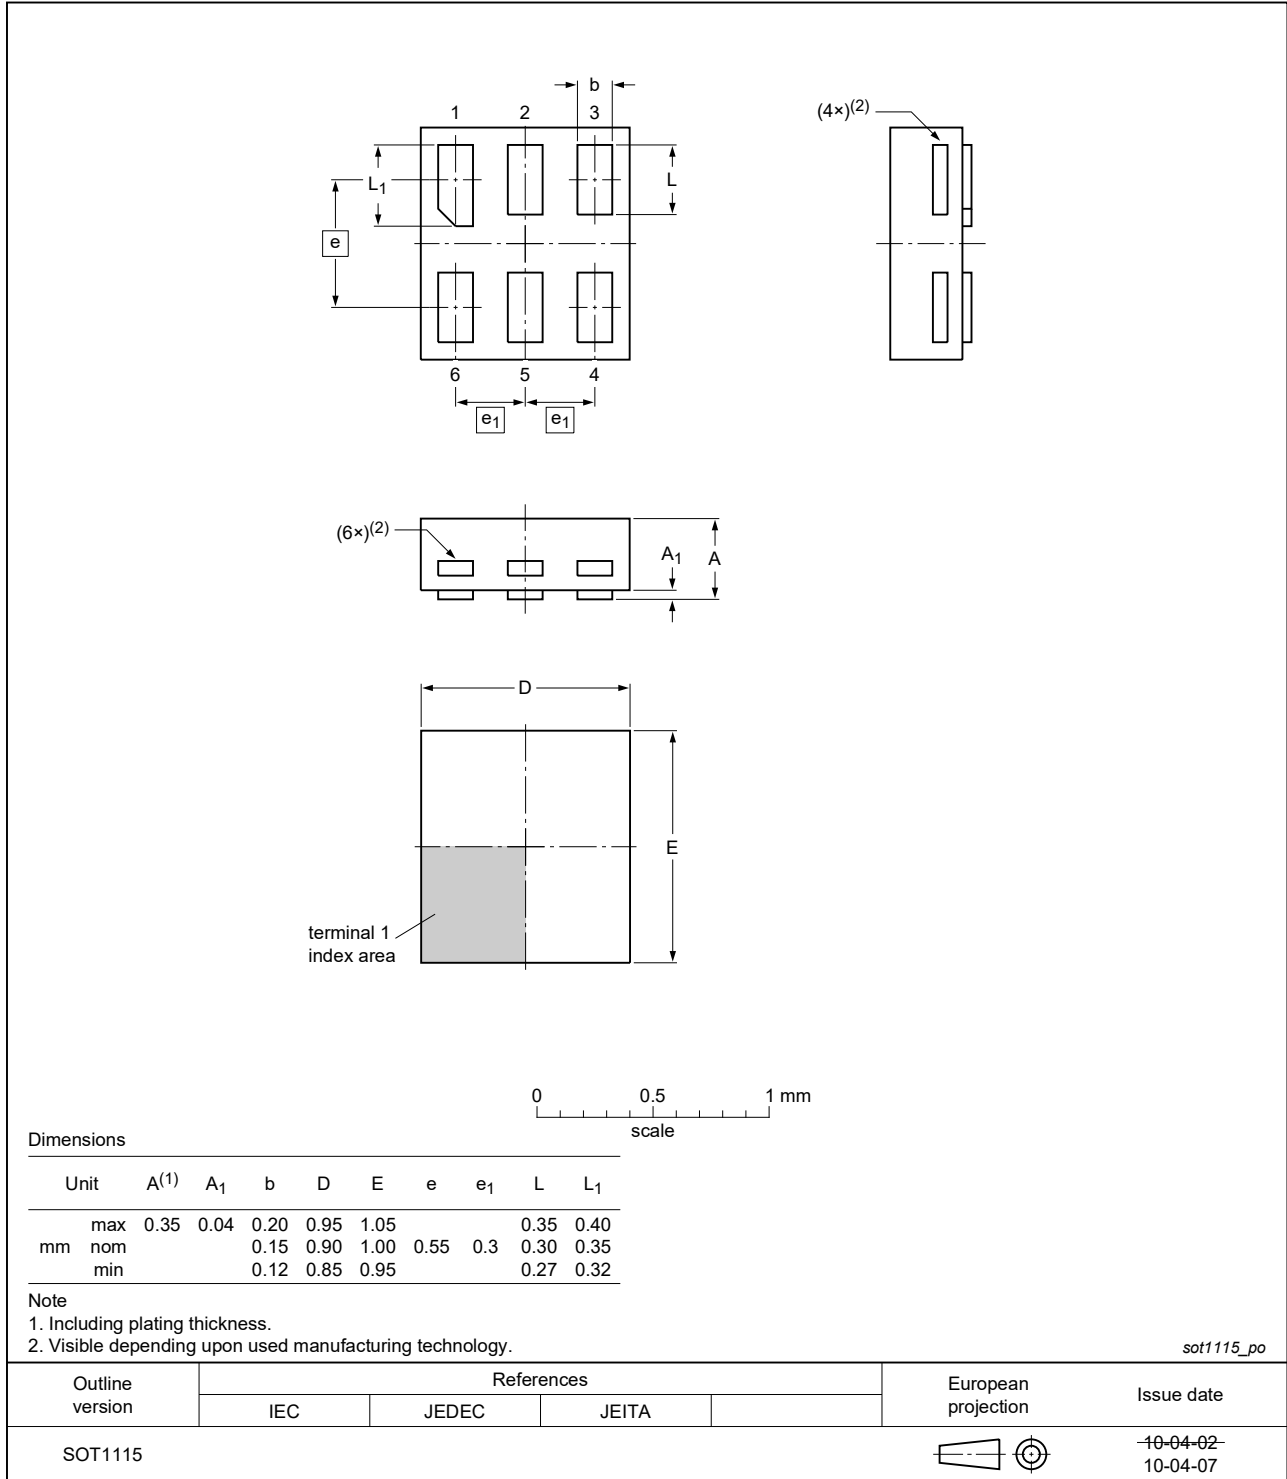 b
1 2 3
(4×)(2)
L1
L
e
6 5 4
e1 e1
(6×)(2)
A1 A
D
E
terminal 1
index area
0 0.5 1 mm
scale
Dimensions
Unit A(1) A1 b D E e e1 L L1
max 0.35 0.04 0.20 0.95 1.05 0.35 0.40
mm nom 0.15 0.90 1.00 0.55 0.3 0.30 0.35
min 0.12 0.85 0.95 0.27 0.32
Note
1. Including plating thickness.
2. Visible depending upon used manufacturing technology.
sot1115_po
Outline version
References
IEC JEDEC JEITA
European projection
Issue date
SOT1115
10-04-02
10-04-07